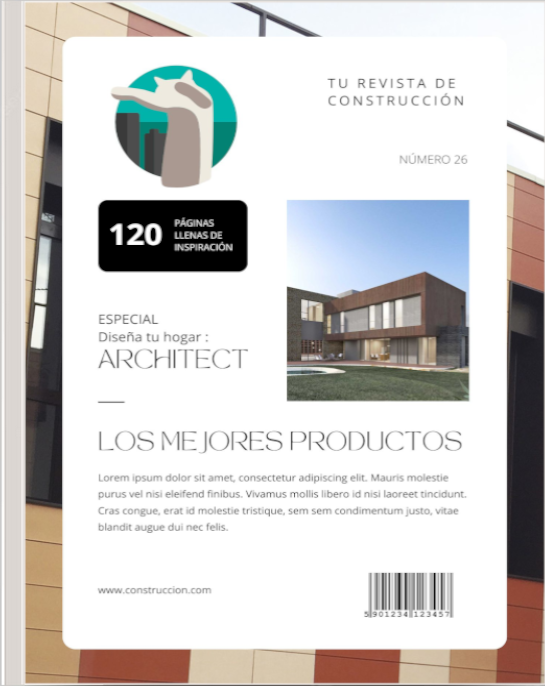 TU REVISTA DE
CONSTRUCCIÓN
NÚMERO 26
120
PÁGINAS
LLENAS DE
INSPIRACIÓN
ESPECIAL
Diseña tu hogar :
ARCHITECT
LOS MEJORES PRODUCTOS
Lorem ipsum dolor sit amet, consectetur adipiscing elit. Mauris molestie
purus vel nisi eleifend finibus. Vivamus mollis libero id nisi laoreet tincidunt.
Cras congue, erat id molestie tristique, sem sem condimentum justo, vitae
blandit augue dui nec felis.
www.construccion.com
5 901234 123457